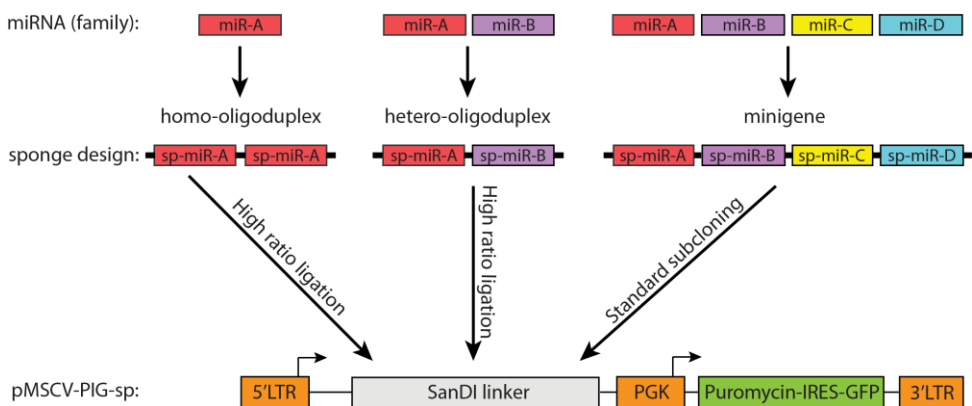 miRNA (family): miR-A miR-A miR-B miR-A miR-B miR-C miR-D
homo-oligoduplex hetero-oligoduplex minigene
sponge design: sp-miR-A sp-miR-A sp-miR-A sp-miR-B sp-miR-A sp-miR-B sp-miR-C sp-miR-D
High ratio ligation
High ratio
ligation
Standard subcloning
pMSCV-PIG-sp: 5'LTR SanDI linker PGK Puromycin-IRES-GFP 3'LTR